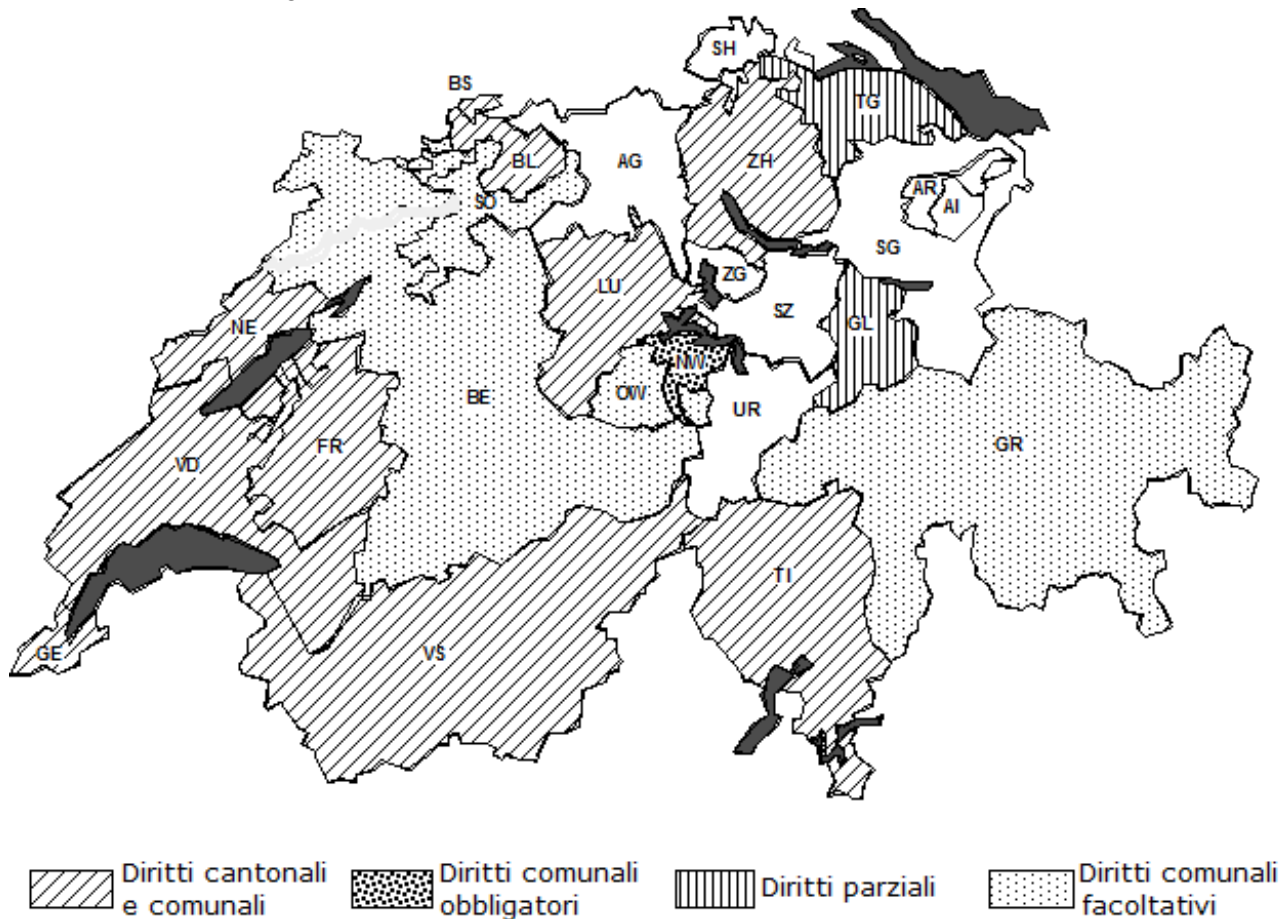 SH
BS
TG
BL
AG
ZH
AR
AI
SO
SG
ZG
LU
SZ
NE
GL
NW
OW
BE
UR
FR
GR
VD
TI
GE
VS
Diritti cantonali
e comunali
Diritti comunali
obbligatori
Diritti parziali
Diritti comunali
facoltativi